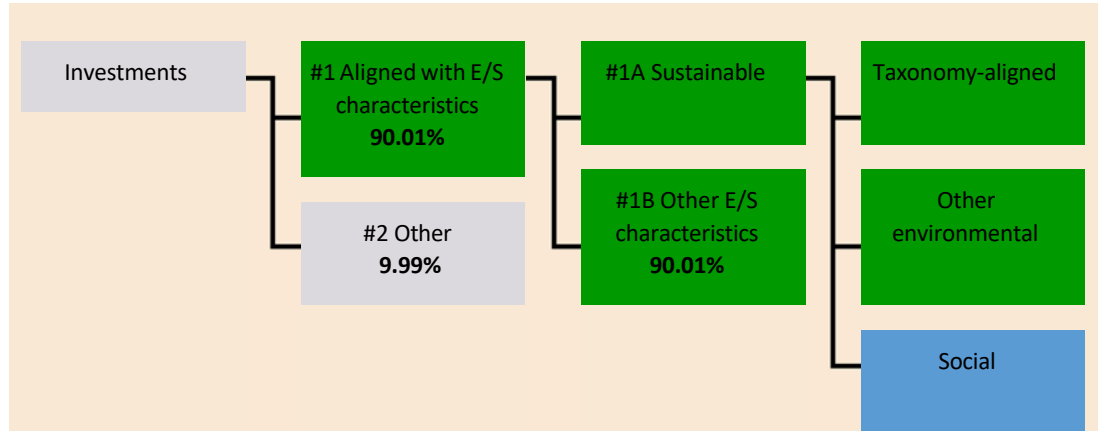 Investments
#1 Aligned with E/S
characteristics
90.01%
#2 Other
9.99%
#1A Sustainable
#1B Other E/S
characteristics
90.01%
Taxonomy-aligned
Other
environmental
Social